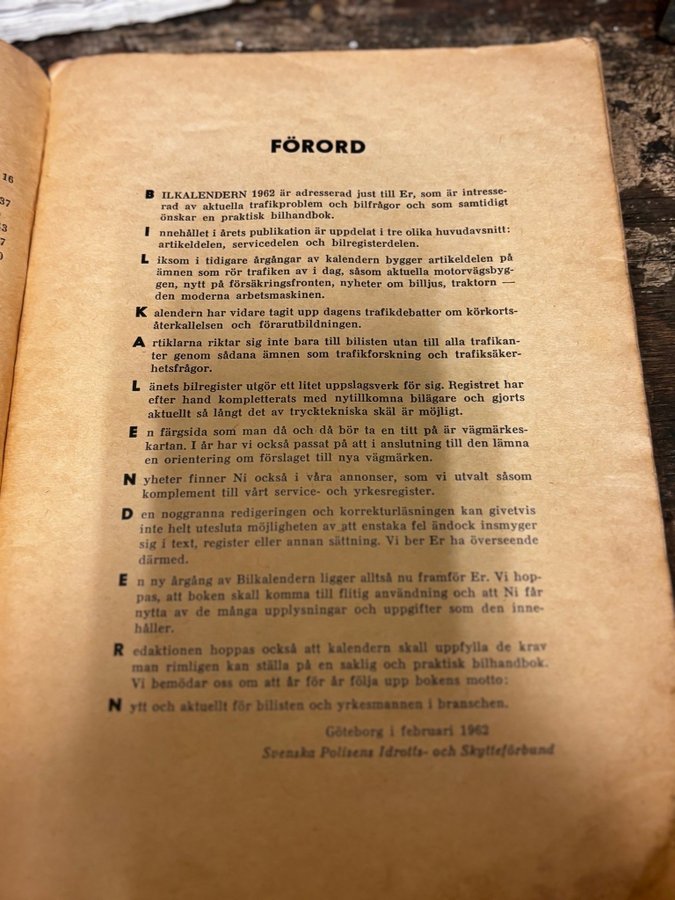 16
37
53
7
0
FÖRORD
BILKALENDERN 1962 är adresserad just till Er, som är intresse-
rad av aktuella trafikproblem och bilfrågor och som samtidigt
önskar en praktisk bilhandbok.
Innehållet i årets publikation är uppdelat i tre olika huvudavsnitt:
artikeldelen, servicedelen och bilregisterdelen.
Liksom i tidigare årgångar av kalendern bygger artikeldelen på
ämnen som rör trafiken av i dag, såsom aktuella motorvägsbyg-
gen, nytt på försäkringsfronten, nyheter om billjus, traktorn —
den moderna arbetsmaskinen.
Kalendern har vidare tagit upp dagens trafikdebatter om körkorts-
återkallelsen och förarutbildningen.
Artiklarna riktar sig inte bara till bilisten utan till alla trafikan-
ter genom sådana ämnen som trafikforskning och trafiksäker-
hetsfrågor.
Länets bilregister utgör ett litet uppslagsverk för sig. Registret har
efter hand kompletterats med nytillkomna bilägare och gjorts
aktuellt så långt det av trycktekniska skäl är möjligt.
En färgsida som man då och då bör ta en titt på är vägmärkes-
kartan. I år har vi också passat på att i anslutning till den lämna
en orientering om förslaget till nya vägmärken.
Nyheter finner Ni också i våra annonser, som vi utvalt såsom
komplement till vårt service- och yrkesregister.
Den noggranna redigeringen och korrekturläsningen kan givetvis
inte helt utesluta möjligheten av att enstaka fel ändock insmyger
sig i text, register eller annan sättning. Vi ber Er ha överseende
därmed.
En ny årgång av Bilkalendern ligger alltså nu framför Er. Vi hop-
pas, att boken skall komma till flitig användning och att Ni får
nytta av de många upplysningar och uppgifter som den inne-
håller.
Redaktionen hoppas också att kalendern skall uppfylla de krav
man rimligen kan ställa på en saklig och praktisk bilhandbok.
Vi bemödar oss om att år för år följa upp bokens motto:
Nytt och aktuellt för bilisten och yrkesmannen i branschen.
Göteborg i februari 1962
Svenska Polisens Idrotts- och Skytteförbund